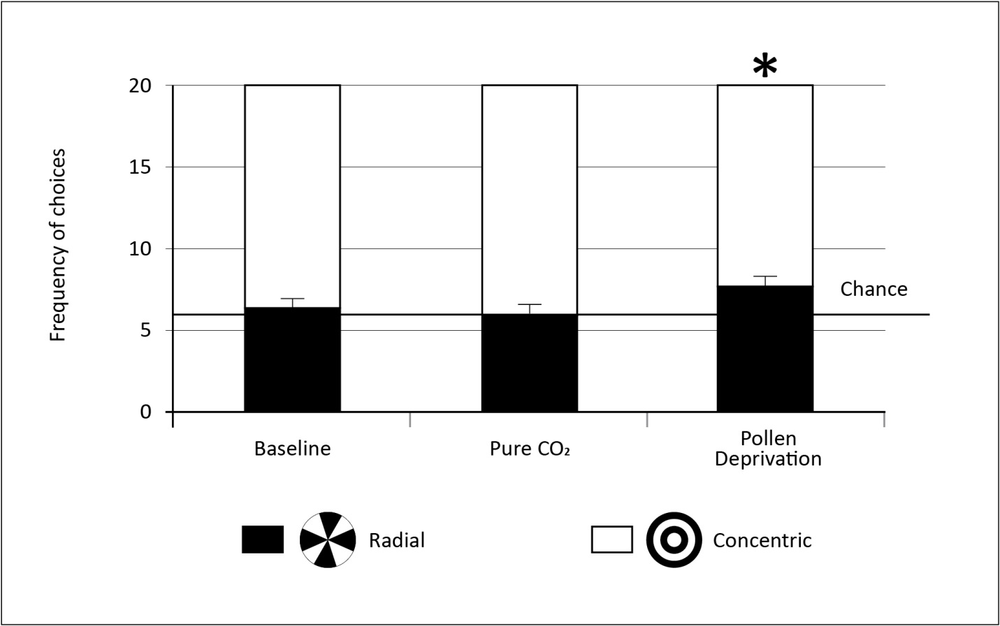 *
20
15
10
5
0
Frequency of choices
Chance
Baseline
Pure CO₂
Pollen
Deprivation
Radial
Concentric